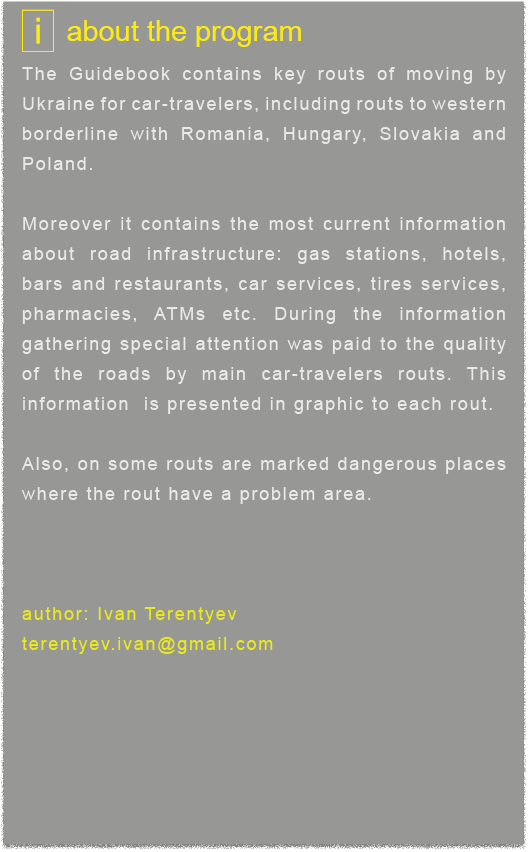 i about the program
The Guidebook contains key routs of moving by
Ukraine for car-travelers, including routs to western
borderline with Romania, Hungary, Slovakia and
Poland.
Moreover it contains the most current information
about road infrastructure: gas stations, hotels,
bars and restaurants, car services, tires services,
pharmacies, ATMs etc. During the information
gathering special attention was paid to the quality
of the roads by main car-travelers routs. This
information is presented in graphic to each rout.
Also, on some routs are marked dangerous places
where the rout have a problem area.
author: Ivan Terentyev
terentyev.ivan@gmail.com